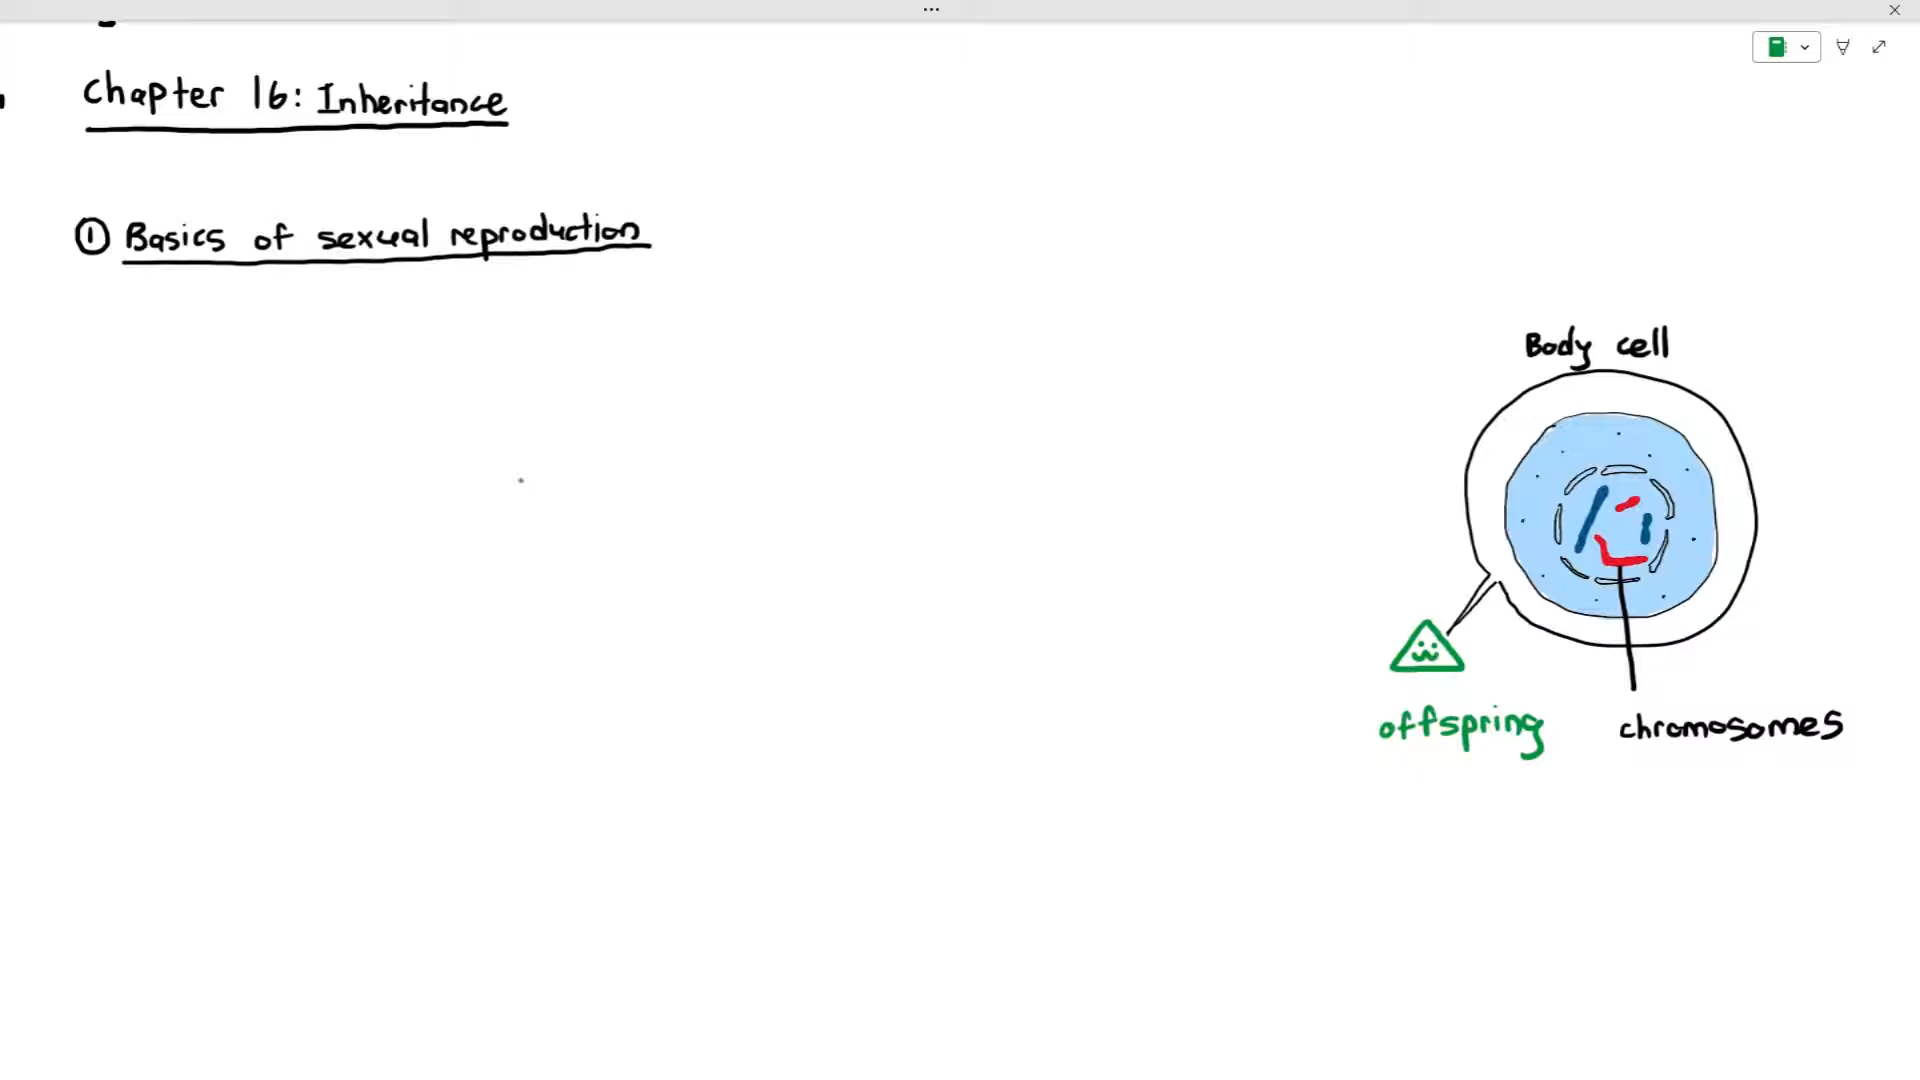 Chapter 16: Inheritance
① Basics of sexual reproduction
Body cell
offspring
chromosomes